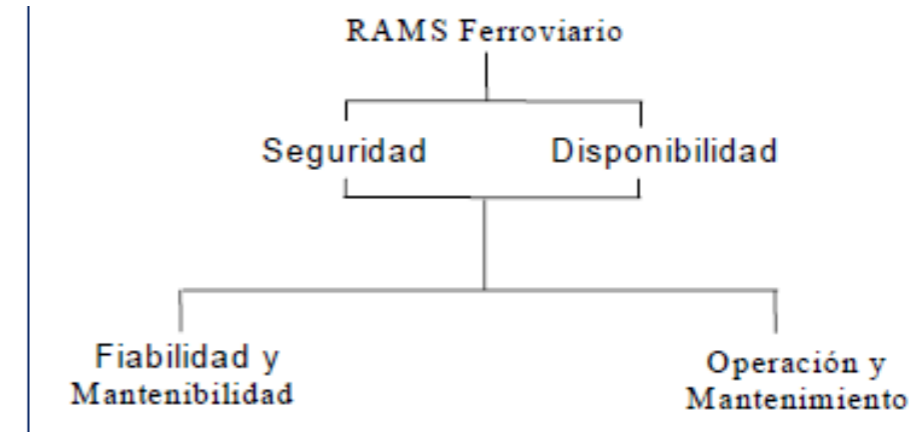 RAMS Ferroviario
Seguridad
Disponibilidad
Fiabilidad y
Mantenibilidad
Operación y
Mantenimiento